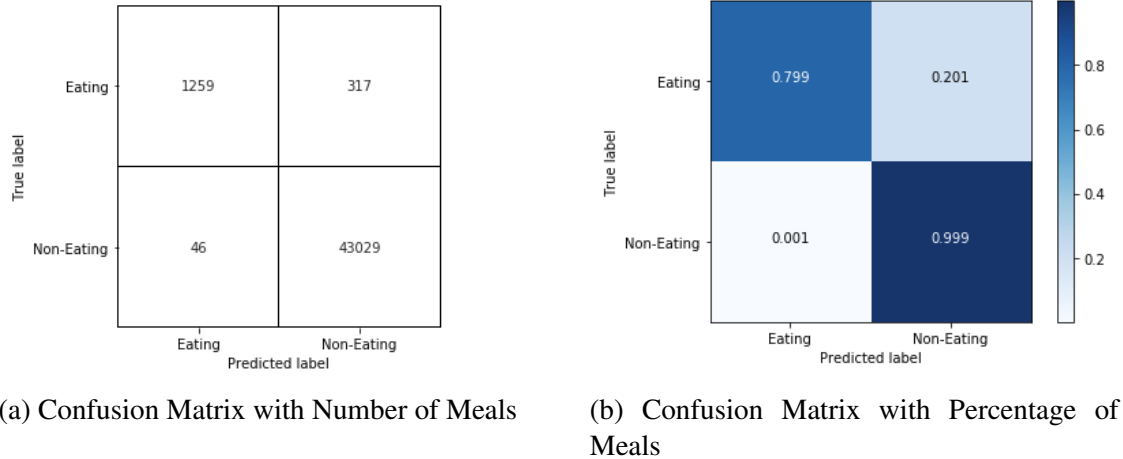 Eating
1259
317
True label
Non-Eating
46
43029
Eating
Non-Eating
Predicted label
(a) Confusion Matrix with Number of Meals
Eating
0.799
0.201
True label
Non-Eating
0.001
0.999
Eating
Non-Eating
Predicted label
0.8
0.6
0.4
0.2
(b) Confusion Matrix with Percentage of
Meals